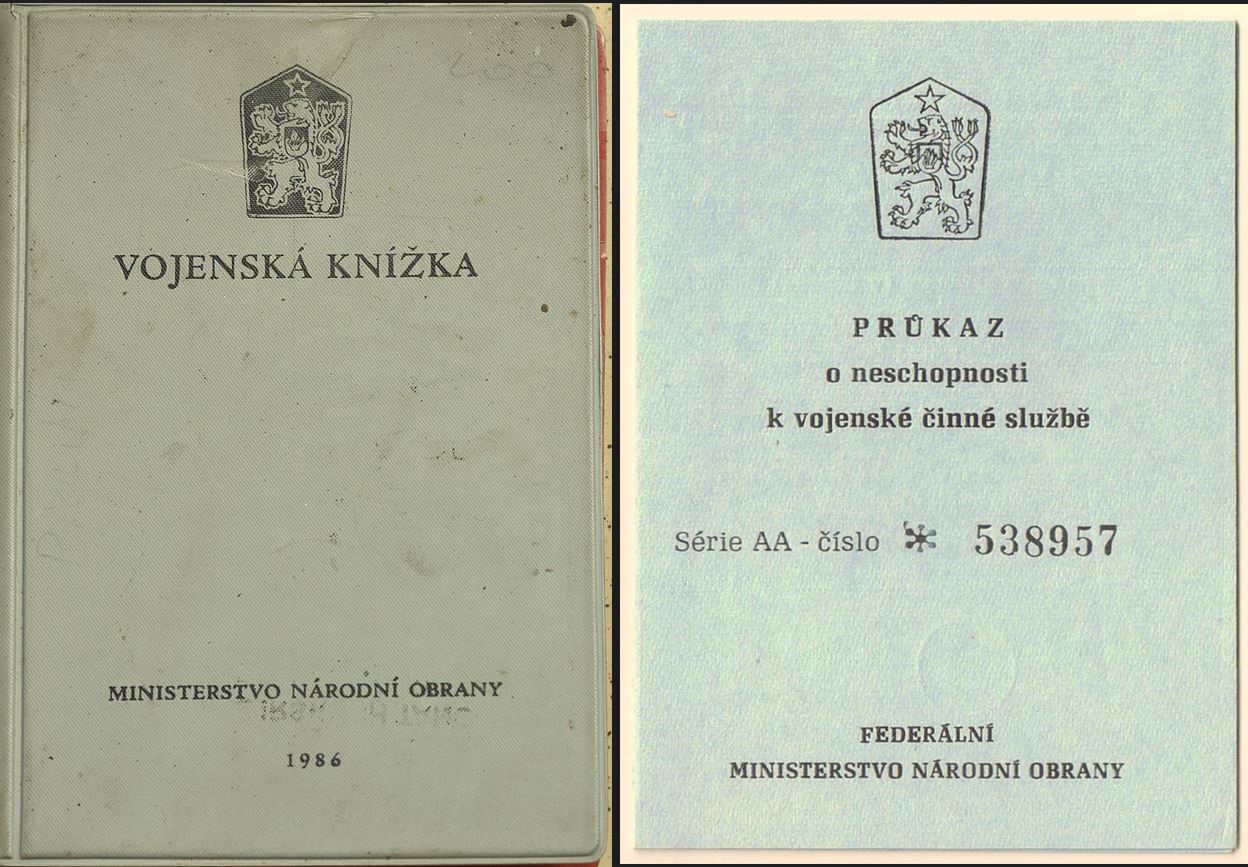 VOJENSKÁ KNÍŽKA
MINISTERSTVO NÁRODNÍ OBRANY
1986
PRŮKAZ
o neschopnosti
k vojenské činné službě
Série AA - číslo 538957
FEDERÁLNÍ
MINISTERSTVO NÁRODNÍ OBRANY